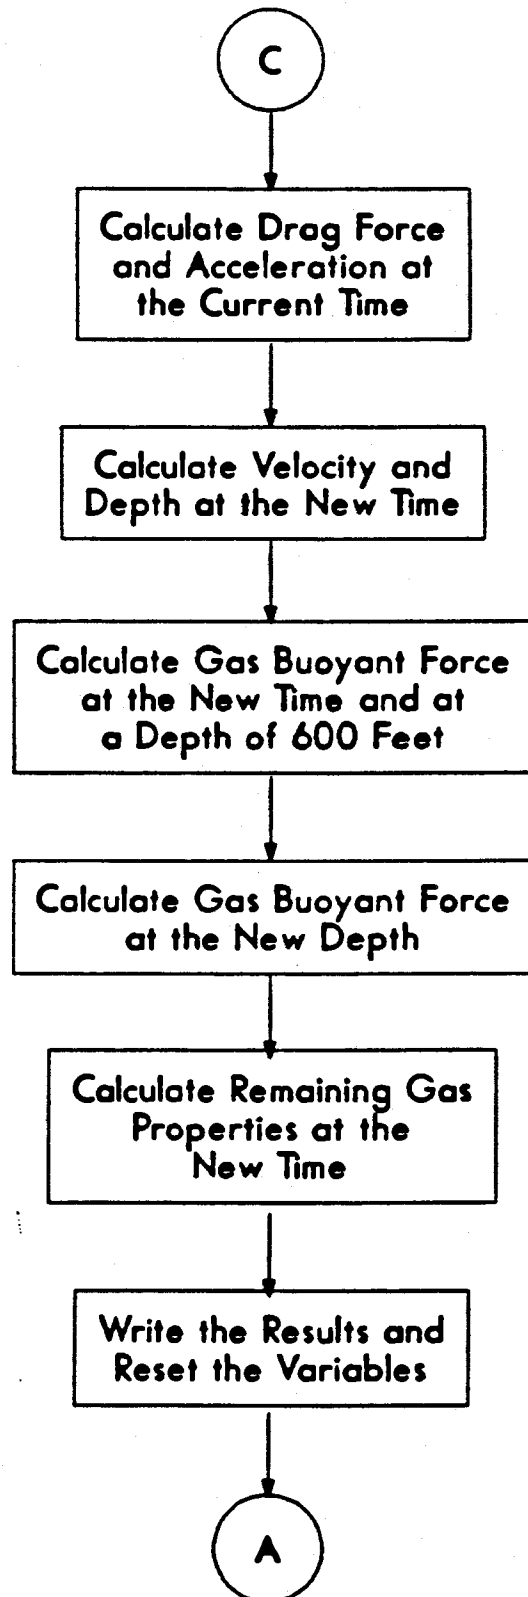 C
Calculate Drag Force
and Acceleration at
the Current Time
Calculate Velocity and
Depth at the New Time
Calculate Gas Buoyant Force
at the New Time and at
a Depth of 600 Feet
Calculate Gas Buoyant Force
at the New Depth
Calculate Remaining Gas
Properties at the
New Time
Write the Results and
Reset the Variables
A